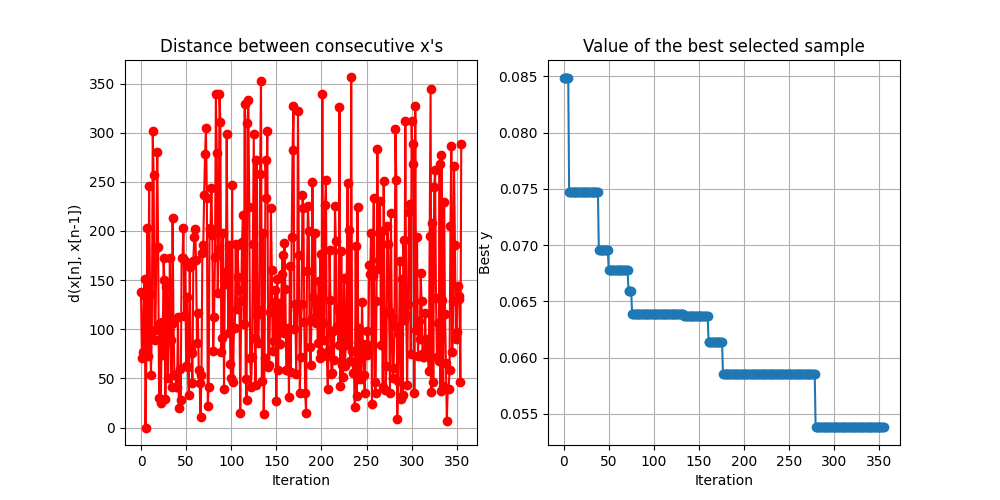 Distance between consecutive x's
350
300
250
200
150
100
50
0
d(x[n], x[n-1])
0 50 100 150 200 250 300 350
Iteration
Value of the best selected sample
0.085
0.080
0.075
0.070
0.065
0.060
0.055
Best y
0 50 100 150 200 250 300 350
Iteration